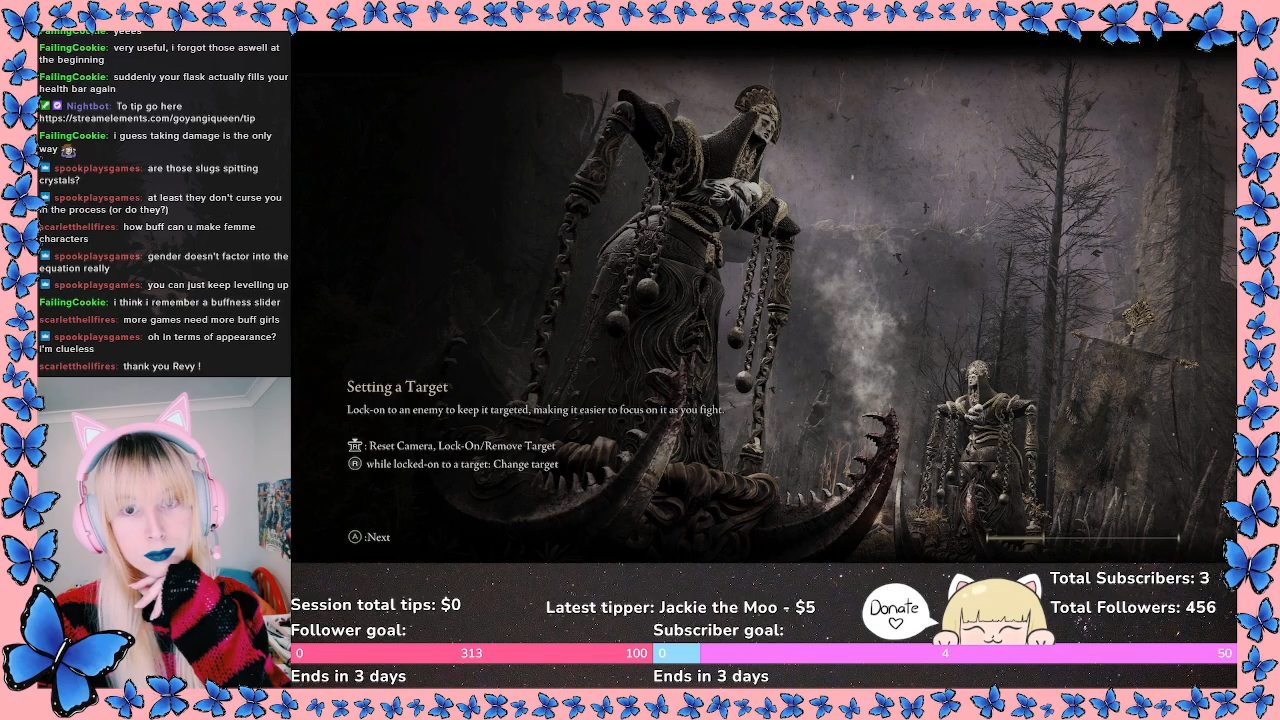 FailingCookie: yeees
FailingCookie: very useful, i forgot those aswell at
the beginning
FailingCookie: suddenly your flask actually fills your
health bar again
Nightbot: To tip go here
https://streamelements.com/goyangiqueen/tip
FailingCookie: i guess taking damage is the only
way
spookplaysgames: are those slugs spitting
crystals?
spookplaysgames: at least they don't curse you
in the process (or do they?)
scarletthellfires: how buff can u make femme
characters
spookplaysgames: gender doesn't factor into the
equation really
spookplaysgames: you can just keep levelling up
FailingCookie: i think i remember a buffness slider
scarletthellfires: more games need more buff girls
spookplaysgames: oh in terms of appearance?
I'm clueless
scarletthellfires: thank you Revy !
Setting a Target
Lock-on to an enemy to keep it targeted, making it easier to focus on it as you fight.
: Reset Camera, Lock-On/Remove Target
R while locked-on to a target: Change target
A :Next
Session total tips: $0
Latest tipper: Jackie the Moo - $5
Donate
Total Subscribers: 3
Total Followers: 456
Follower goal:
0 313 100
Ends in 3 days
Subscriber goal:
0 4 50
Ends in 3 days